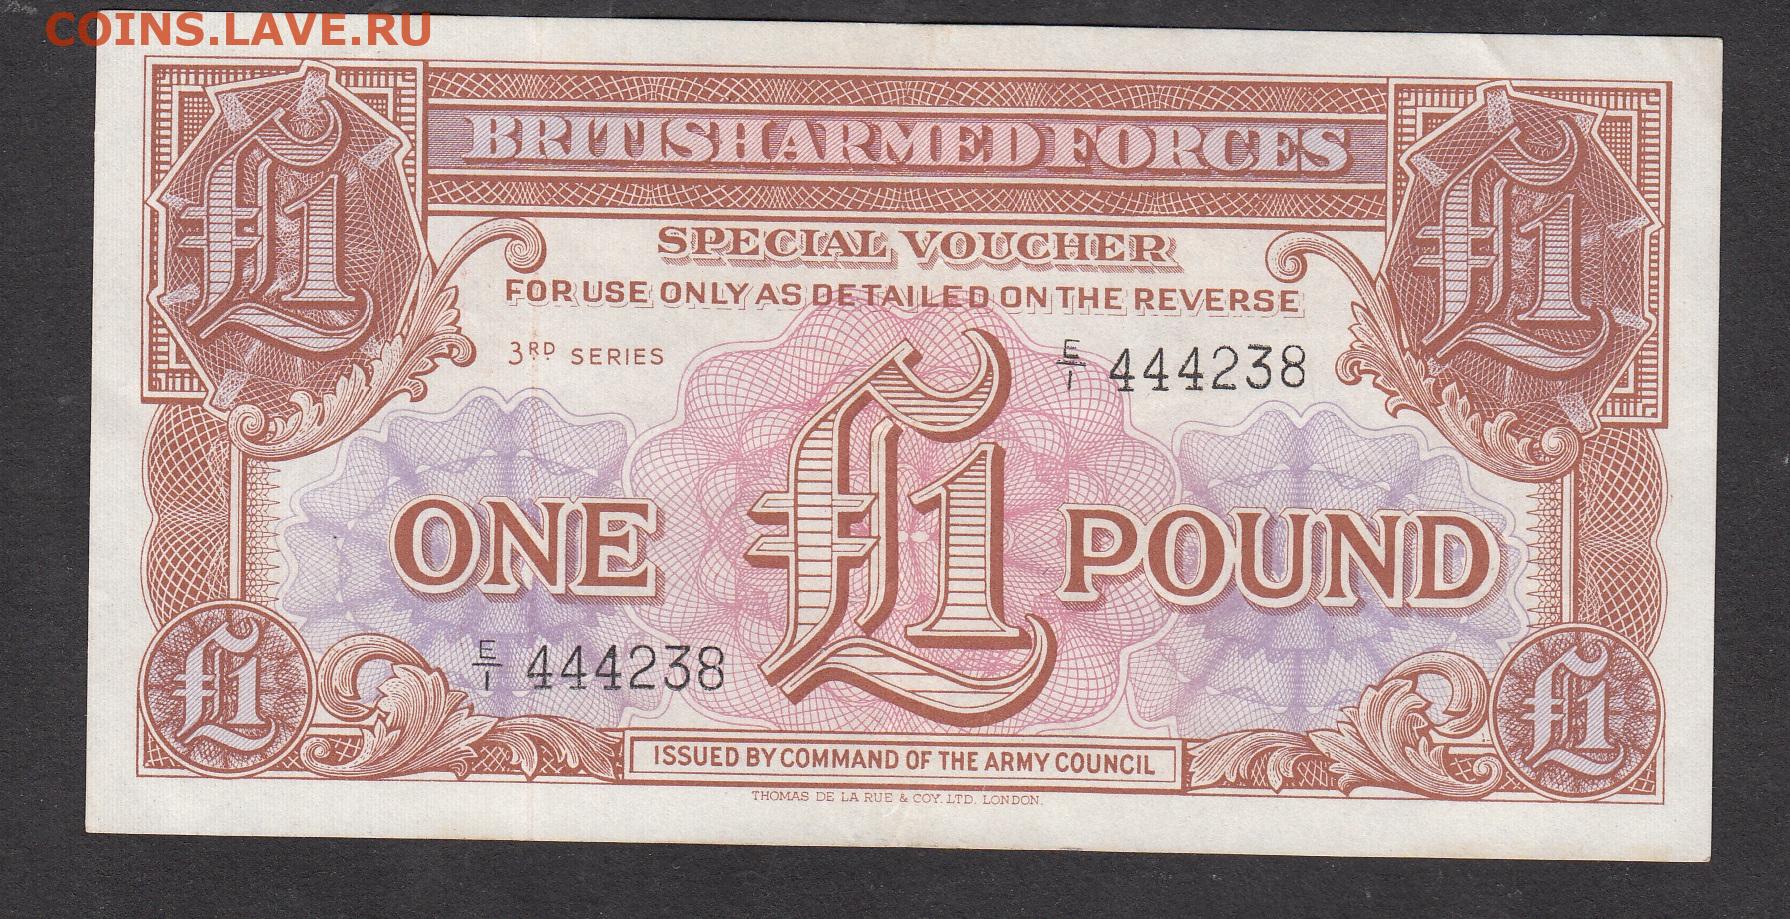 COINS.LAVE.RU
£1 £1
BRITISH ARMED FORCES
SPECIAL VOUCHER
FOR USE ONLY AS DETAILED ON THE REVERSE
3RD SERIES E/1 444238
ONE £1 POUND
E/1 444238
£1 £1
ISSUED BY COMMAND OF THE ARMY COUNCIL
THOMAS DE LA RUE & COY. LTD. LONDON.